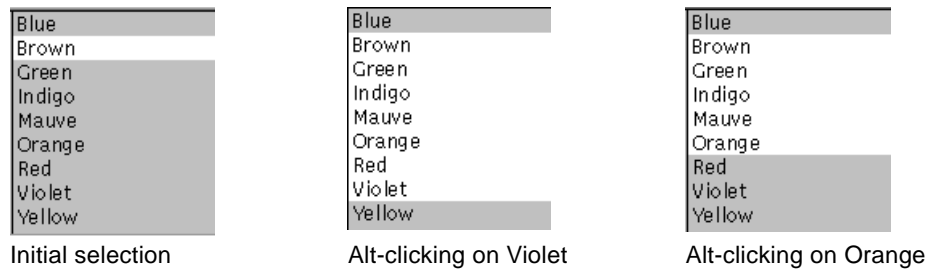 Blue
Brown
Green
Indigo
Mauve
Orange
Red
Violet
Yellow
Initial selection
Blue
Brown
Green
Indigo
Mauve
Orange
Red
Violet
Yellow
Alt-clicking on Violet
Blue
Brown
Green
Indigo
Mauve
Orange
Red
Violet
Yellow
Alt-clicking on Orange